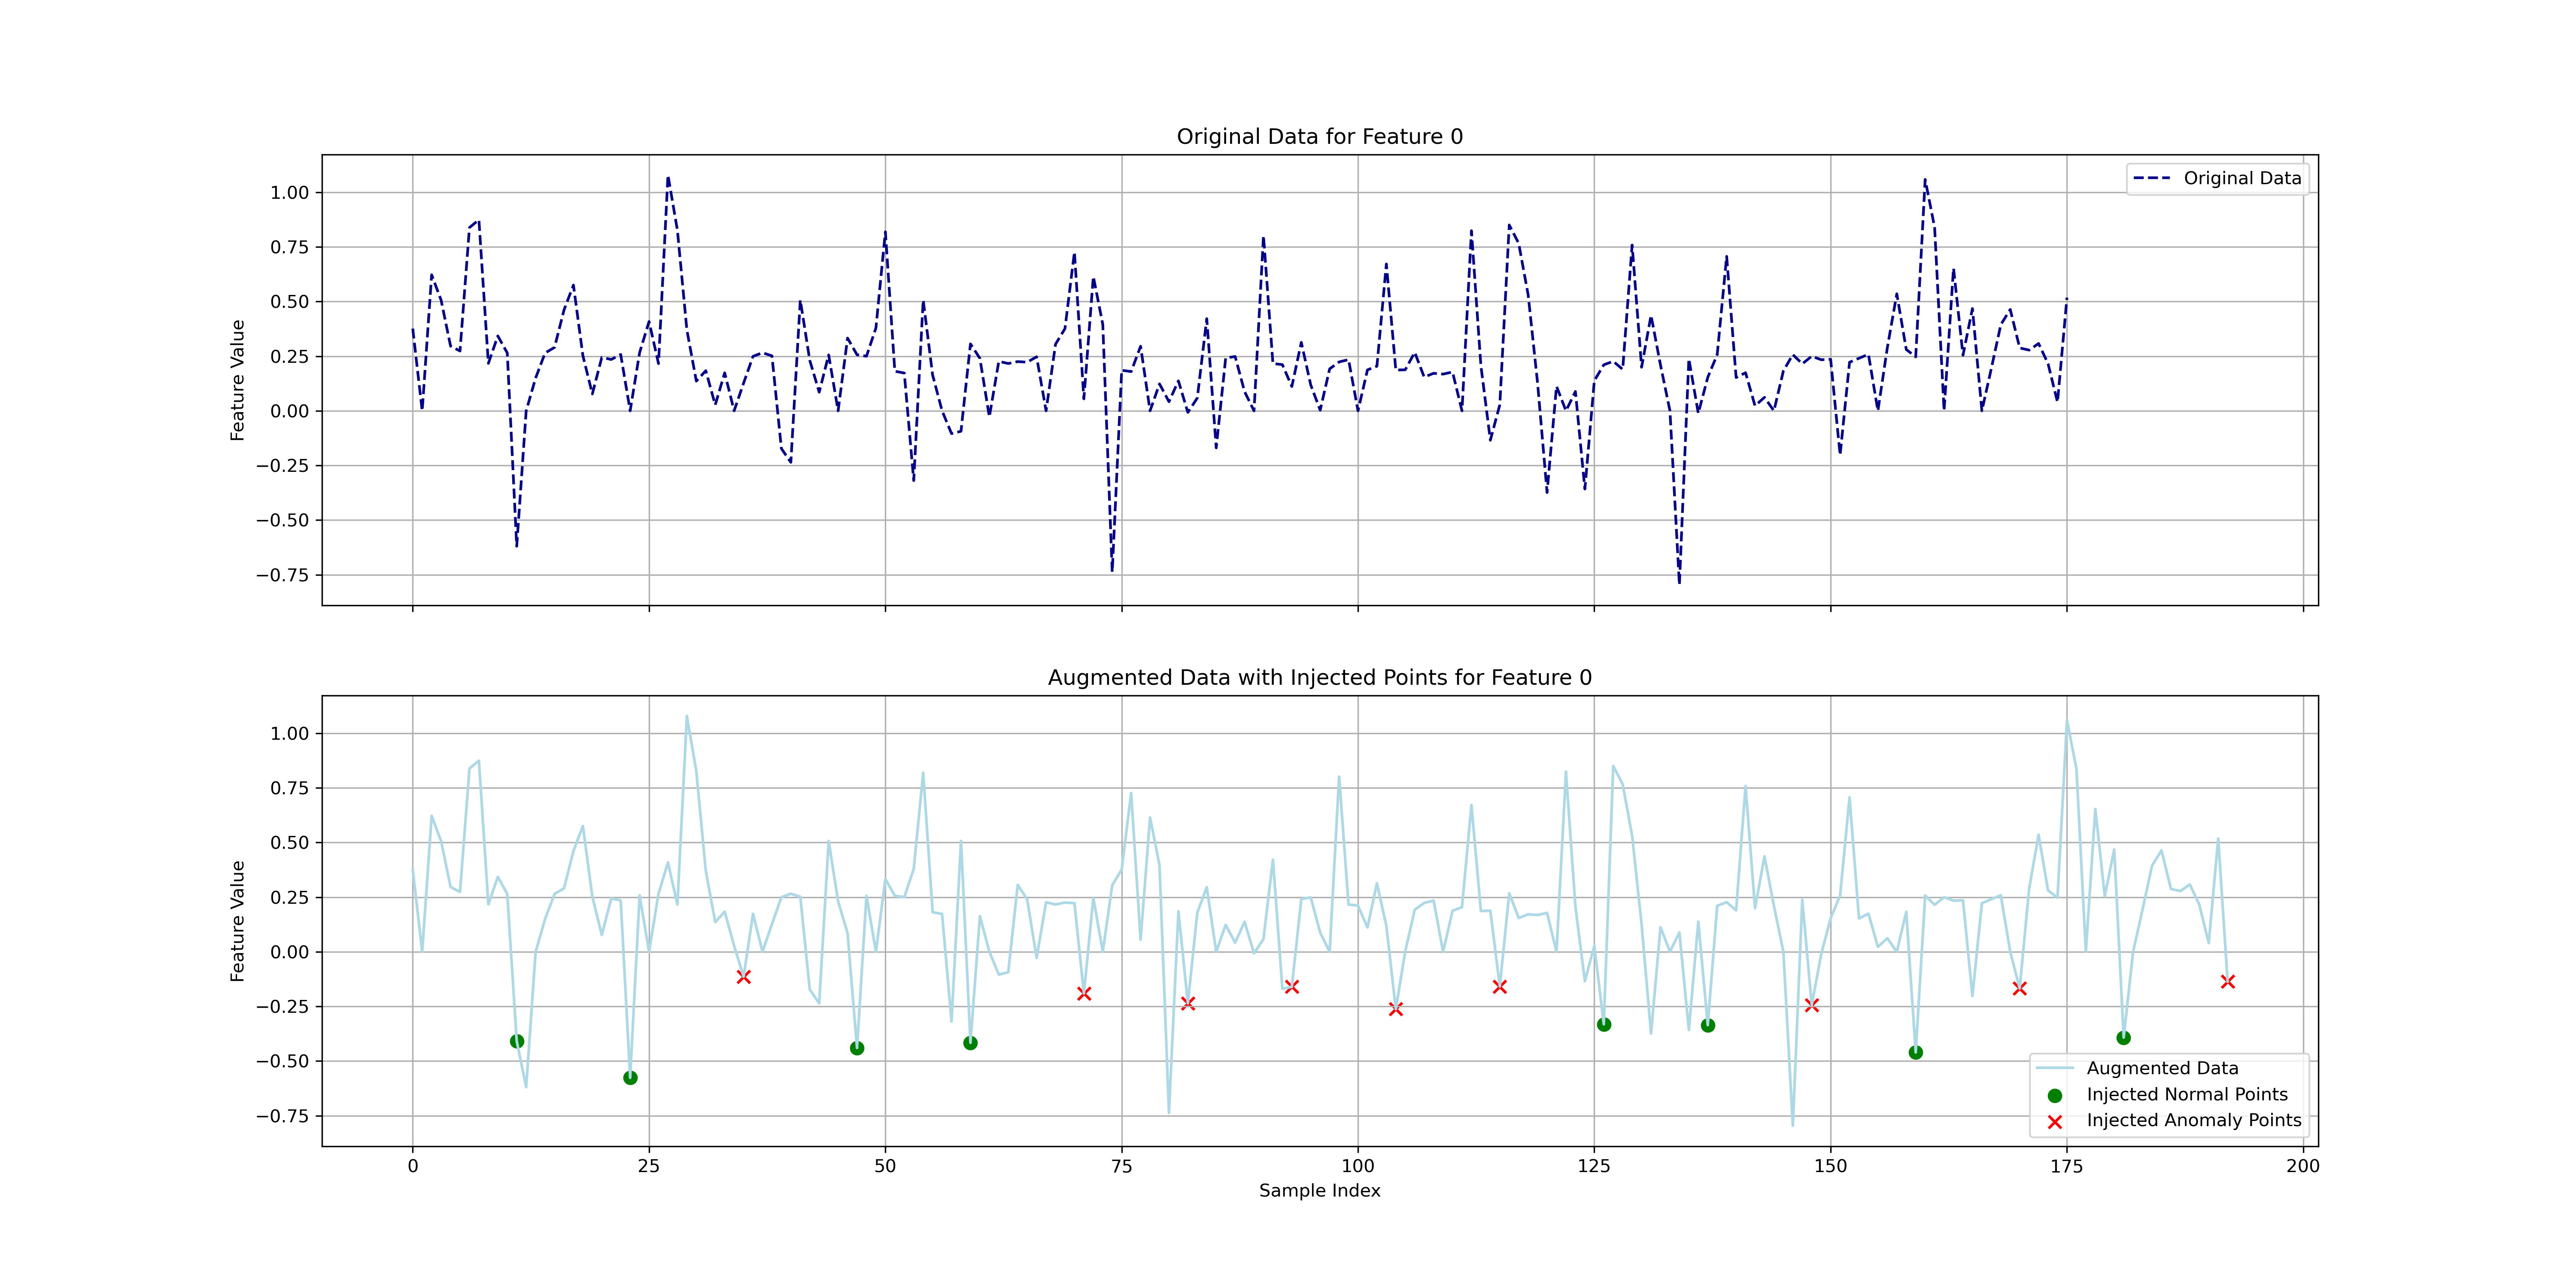 Original Data for Feature 0
Original Data
1.00
0.75
0.50
0.25
0.00
−0.25
−0.50
−0.75
Feature Value
Augmented Data with Injected Points for Feature 0
1.00
0.75
0.50
0.25
0.00
−0.25
−0.50
−0.75
Feature Value
Augmented Data
Injected Normal Points
Injected Anomaly Points
0 25 50 75 100 125 150 175 200
Sample Index